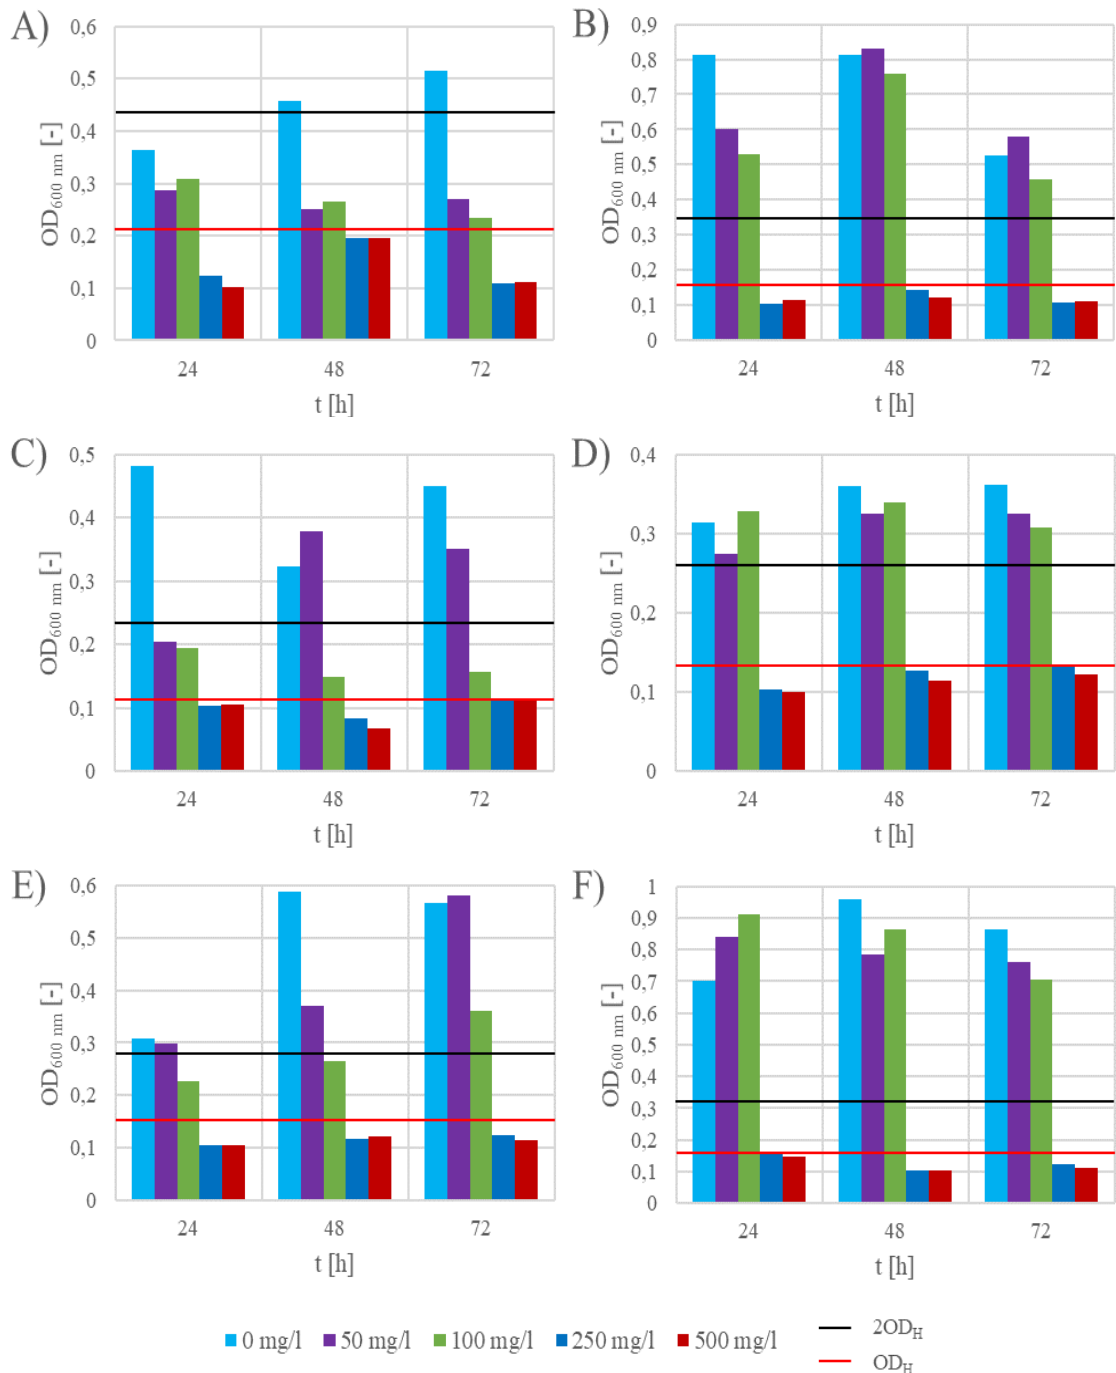 A)
0,6
0,5
0,4
0,3
0,2
0,1
0
OD600 nm [-]
24 48 72
t [h]
B)
0,9
0,8
0,7
0,6
0,5
0,4
0,3
0,2
0,1
0
OD600 nm [-]
24 48 72
t [h]
C)
0,5
0,4
0,3
0,2
0,1
0
OD600 nm [-]
24 48 72
t [h]
D)
0,4
0,3
0,2
0,1
0
OD600 nm [-]
24 48 72
t [h]
E)
0,6
0,5
0,4
0,3
0,2
0,1
0
OD600 nm [-]
24 48 72
t [h]
F)
1
0,9
0,8
0,7
0,6
0,5
0,4
0,3
0,2
0,1
0
OD600 nm [-]
24 48 72
t [h]
0 mg/l 50 mg/l 100 mg/l 250 mg/l 500 mg/l 2ODH
ODH